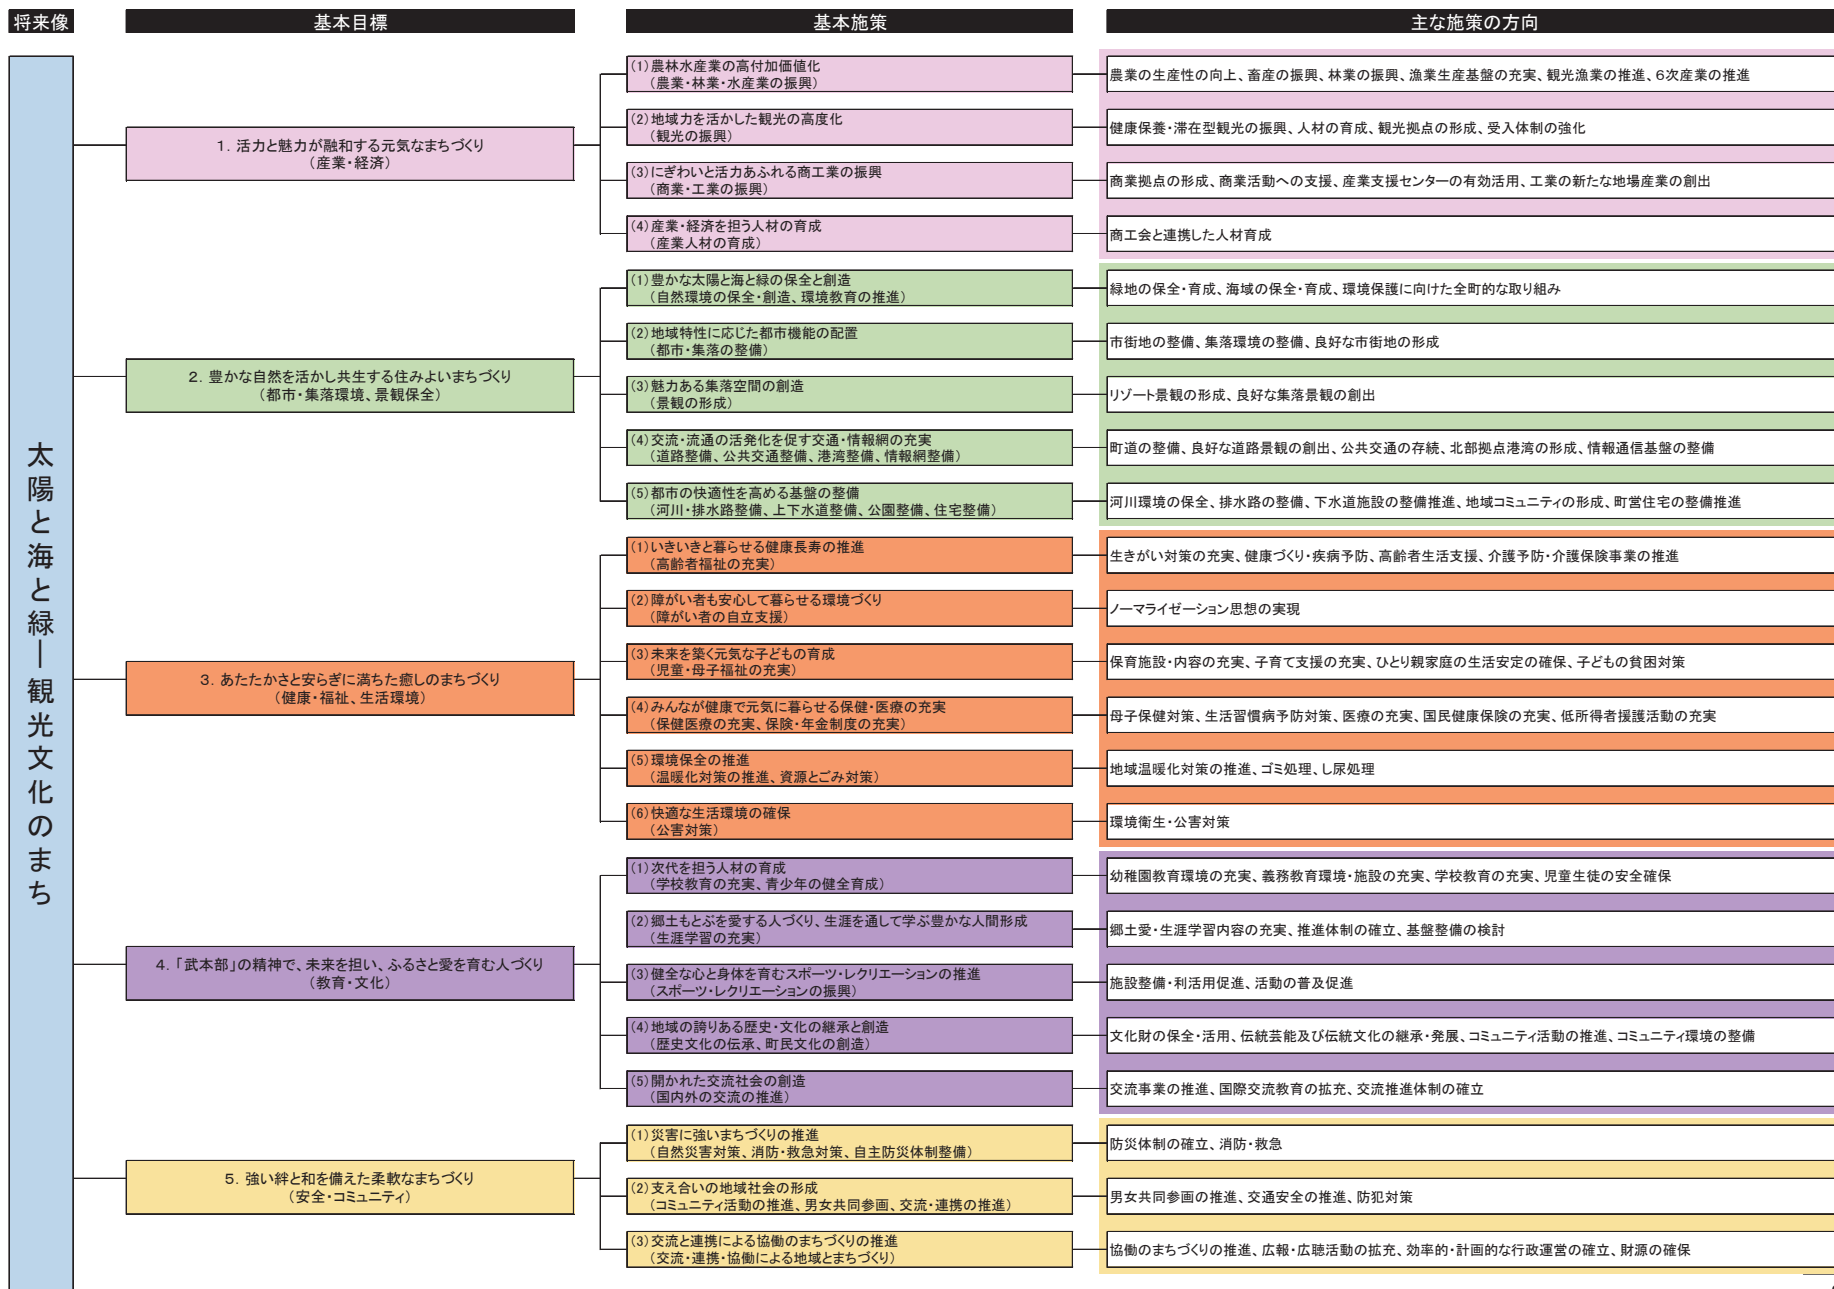 将来像
基本目標
基本施策
主な施策の方向
太陽と海と緑―観光文化のまち
1. 活力と魅力が融和する元気なまちづくり
（産業・経済）
(1)農林水産業の高付加価値化
（農業・林業・水産業の振興）
農業の生産性の向上、畜産の振興、林業の振興、漁業生産基盤の充実、観光漁業の推進、6次産業の推進
(2)地域力を活かした観光の高度化
（観光の振興）
健康保養・滞在型観光の振興、人材の育成、観光拠点の形成、受入体制の強化
(3)にぎわいと活力あふれる商工業の振興
（商業・工業の振興）
商業拠点の形成、商業活動への支援、産業支援センターの有効活用、工業の新たな地場産業の創出
(4)産業・経済を担う人材の育成
（産業人材の育成）
商工会と連携した人材育成
2. 豊かな自然を活かし共生する住みよいまちづくり
（都市・集落環境、景観保全）
(1)豊かな太陽と海と緑の保全と創造
（自然環境の保全・創造、環境教育の推進）
緑地の保全・育成、海域の保全・育成、環境保護に向けた全町的な取り組み
(2)地域特性に応じた都市機能の配置
（都市・集落の整備）
市街地の整備、集落環境の整備、良好な市街地の形成
(3)魅力ある集落空間の創造
（景観の形成）
リゾート景観の形成、良好な集落景観の創出
(4)交流・流通の活発化を促す交通・情報網の充実
（道路整備、公共交通整備、港湾整備、情報網整備）
町道の整備、良好な道路景観の創出、公共交通の存続、北部拠点港湾の形成、情報通信基盤の整備
(5)都市の快適性を高める基盤の整備
（河川・排水路整備、上下水道整備、公園整備、住宅整備）
河川環境の保全、排水路の整備、下水道施設の整備推進、地域コミュニティの形成、町営住宅の整備推進
3. あたたかさと安らぎに満ちた癒しのまちづくり
（健康・福祉、生活環境）
(1)いきいきと暮らせる健康長寿の推進
（高齢者福祉の充実）
生きがい対策の充実、健康づくり・疾病予防、高齢者生活支援、介護予防・介護保険事業の推進
(2)障がい者も安心して暮らせる環境づくり
（障がい者の自立支援）
ノーマライゼーション思想の実現
(3)未来を築く元気な子どもの育成
（児童・母子福祉の充実）
保育施設・内容の充実、子育て支援の充実、ひとり親家庭の生活安定の確保、子どもの貧困対策
(4)みんなが健康で元気に暮らせる保健・医療の充実
（保健医療の充実、保険・年金制度の充実）
母子保健対策、生活習慣病予防対策、医療の充実、国民健康保険の充実、低所得者援護活動の充実
(5)環境保全の推進
（温暖化対策の推進、資源とごみ対策）
地域温暖化対策の推進、ゴミ処理、し尿処理
(6)快適な生活環境の確保
（公害対策）
環境衛生・公害対策
4. 「武本部」の精神で、未来を担い、ふるさと愛を育む人づくり
（教育・文化）
(1)次代を担う人材の育成
（学校教育の充実、青少年の健全育成）
幼稚園教育環境の充実、義務教育環境・施設の充実、学校教育の充実、児童生徒の安全確保
(2)郷土もとぶを愛する人づくり、生涯を通して学ぶ豊かな人間形成
（生涯学習の充実）
郷土愛・生涯学習内容の充実、推進体制の確立、基盤整備の検討
(3)健全な心と身体を育むスポーツ・レクリエーションの推進
（スポーツ・レクリエーションの振興）
施設整備・利活用促進、活動の普及促進
(4)地域の誇りある歴史・文化の継承と創造
（歴史文化の伝承、町民文化の創造）
文化財の保全・活用、伝統芸能及び伝統文化の継承・発展、コミュニティ活動の推進、コミュニティ環境の整備
(5)開かれた交流社会の創造
（国内外の交流の推進）
交流事業の推進、国際交流教育の拡充、交流推進体制の確立
5. 強い絆と和を備えた柔軟なまちづくり
（安全・コミュニティ）
(1)災害に強いまちづくりの推進
（自然災害対策、消防・救急対策、自主防災体制整備）
防災体制の確立、消防・救急
(2)支え合いの地域社会の形成
（コミュニティ活動の推進、男女共同参画、交流・連携の推進）
男女共同参画の推進、交通安全の推進、防犯対策
(3)交流と連携による協働のまちづくりの推進
（交流・連携・協働による地域とまちづくり）
協働のまちづくりの推進、広報・広聴活動の拡充、効率的・計画的な行政運営の確立、財源の確保